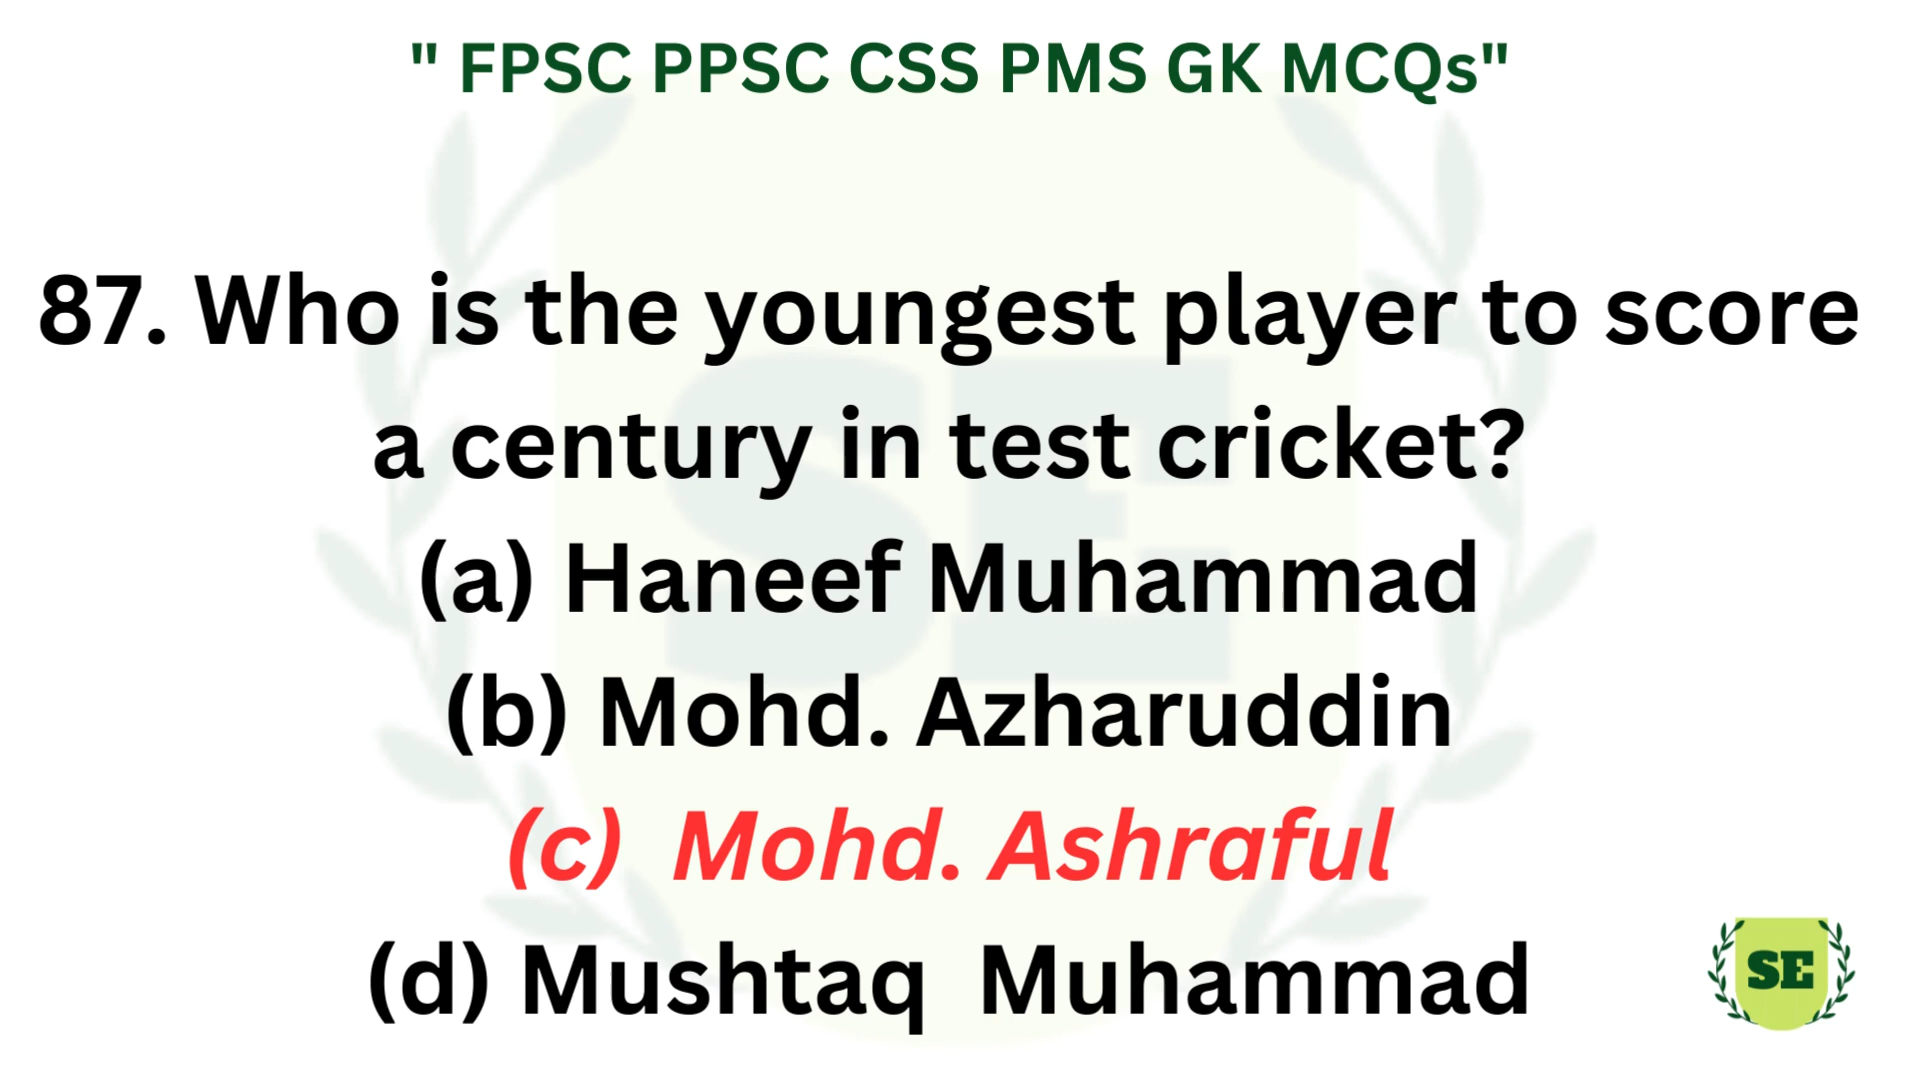 " FPSC PPSC CSS PMS GK MCQs"
87. Who is the youngest player to score
a century in test cricket?
(a) Haneef Muhammad
(b) Mohd. Azharuddin
(c) Mohd. Ashraful
(d) Mushtaq Muhammad
SE
SE